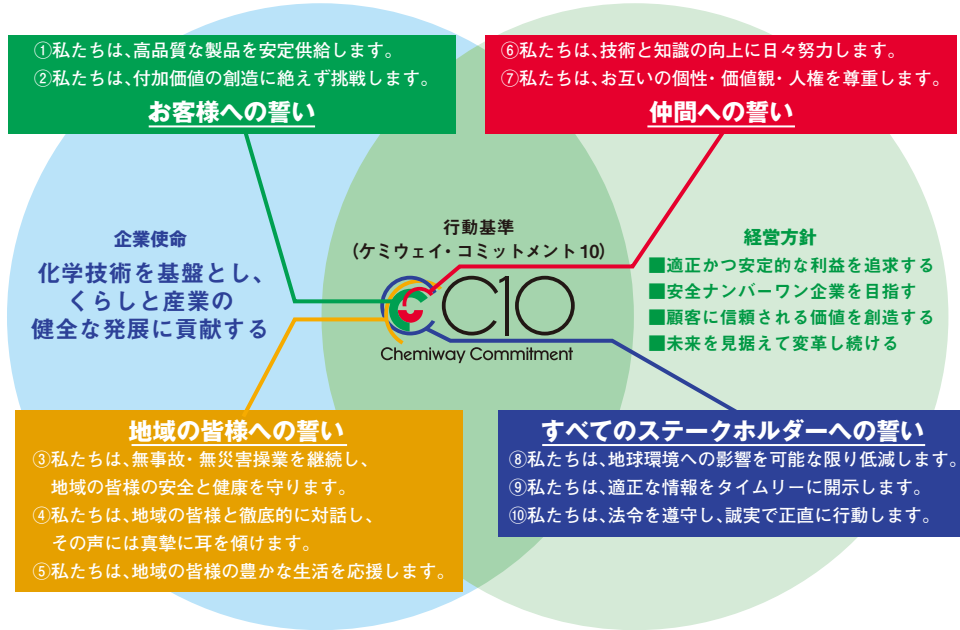 ①私たちは、高品質な製品を安定供給します。
②私たちは、付加価値の創造に絶えず挑戦します。
お客様への誓い
⑥私たちは、技術と知識の向上に日々努力します。
⑦私たちは、お互いの個性・価値観・人権を尊重します。
仲間への誓い
企業使命
化学技術を基盤とし、
くらしと産業の
健全な発展に貢献する
行動基準
（ケミウェイ・コミットメント10）
C10
Chemiway Commitment
経営方針
■適正かつ安定的な利益を追求する
■安全ナンバーワン企業を目指す
■顧客に信頼される価値を創造する
■未来を見据えて変革し続ける
地域の皆様への誓い
③私たちは、無事故・無災害操業を継続し、
地域の皆様の安全と健康を守ります。
④私たちは、地域の皆様と徹底的に対話し、
その声には真摯に耳を傾けます。
⑤私たちは、地域の皆様の豊かな生活を応援します。
すべてのステークホルダーへの誓い
⑧私たちは、地球環境への影響を可能な限り低減します。
⑨私たちは、適正な情報をタイムリーに開示します。
⑩私たちは、法令を遵守し、誠実で正直に行動します。